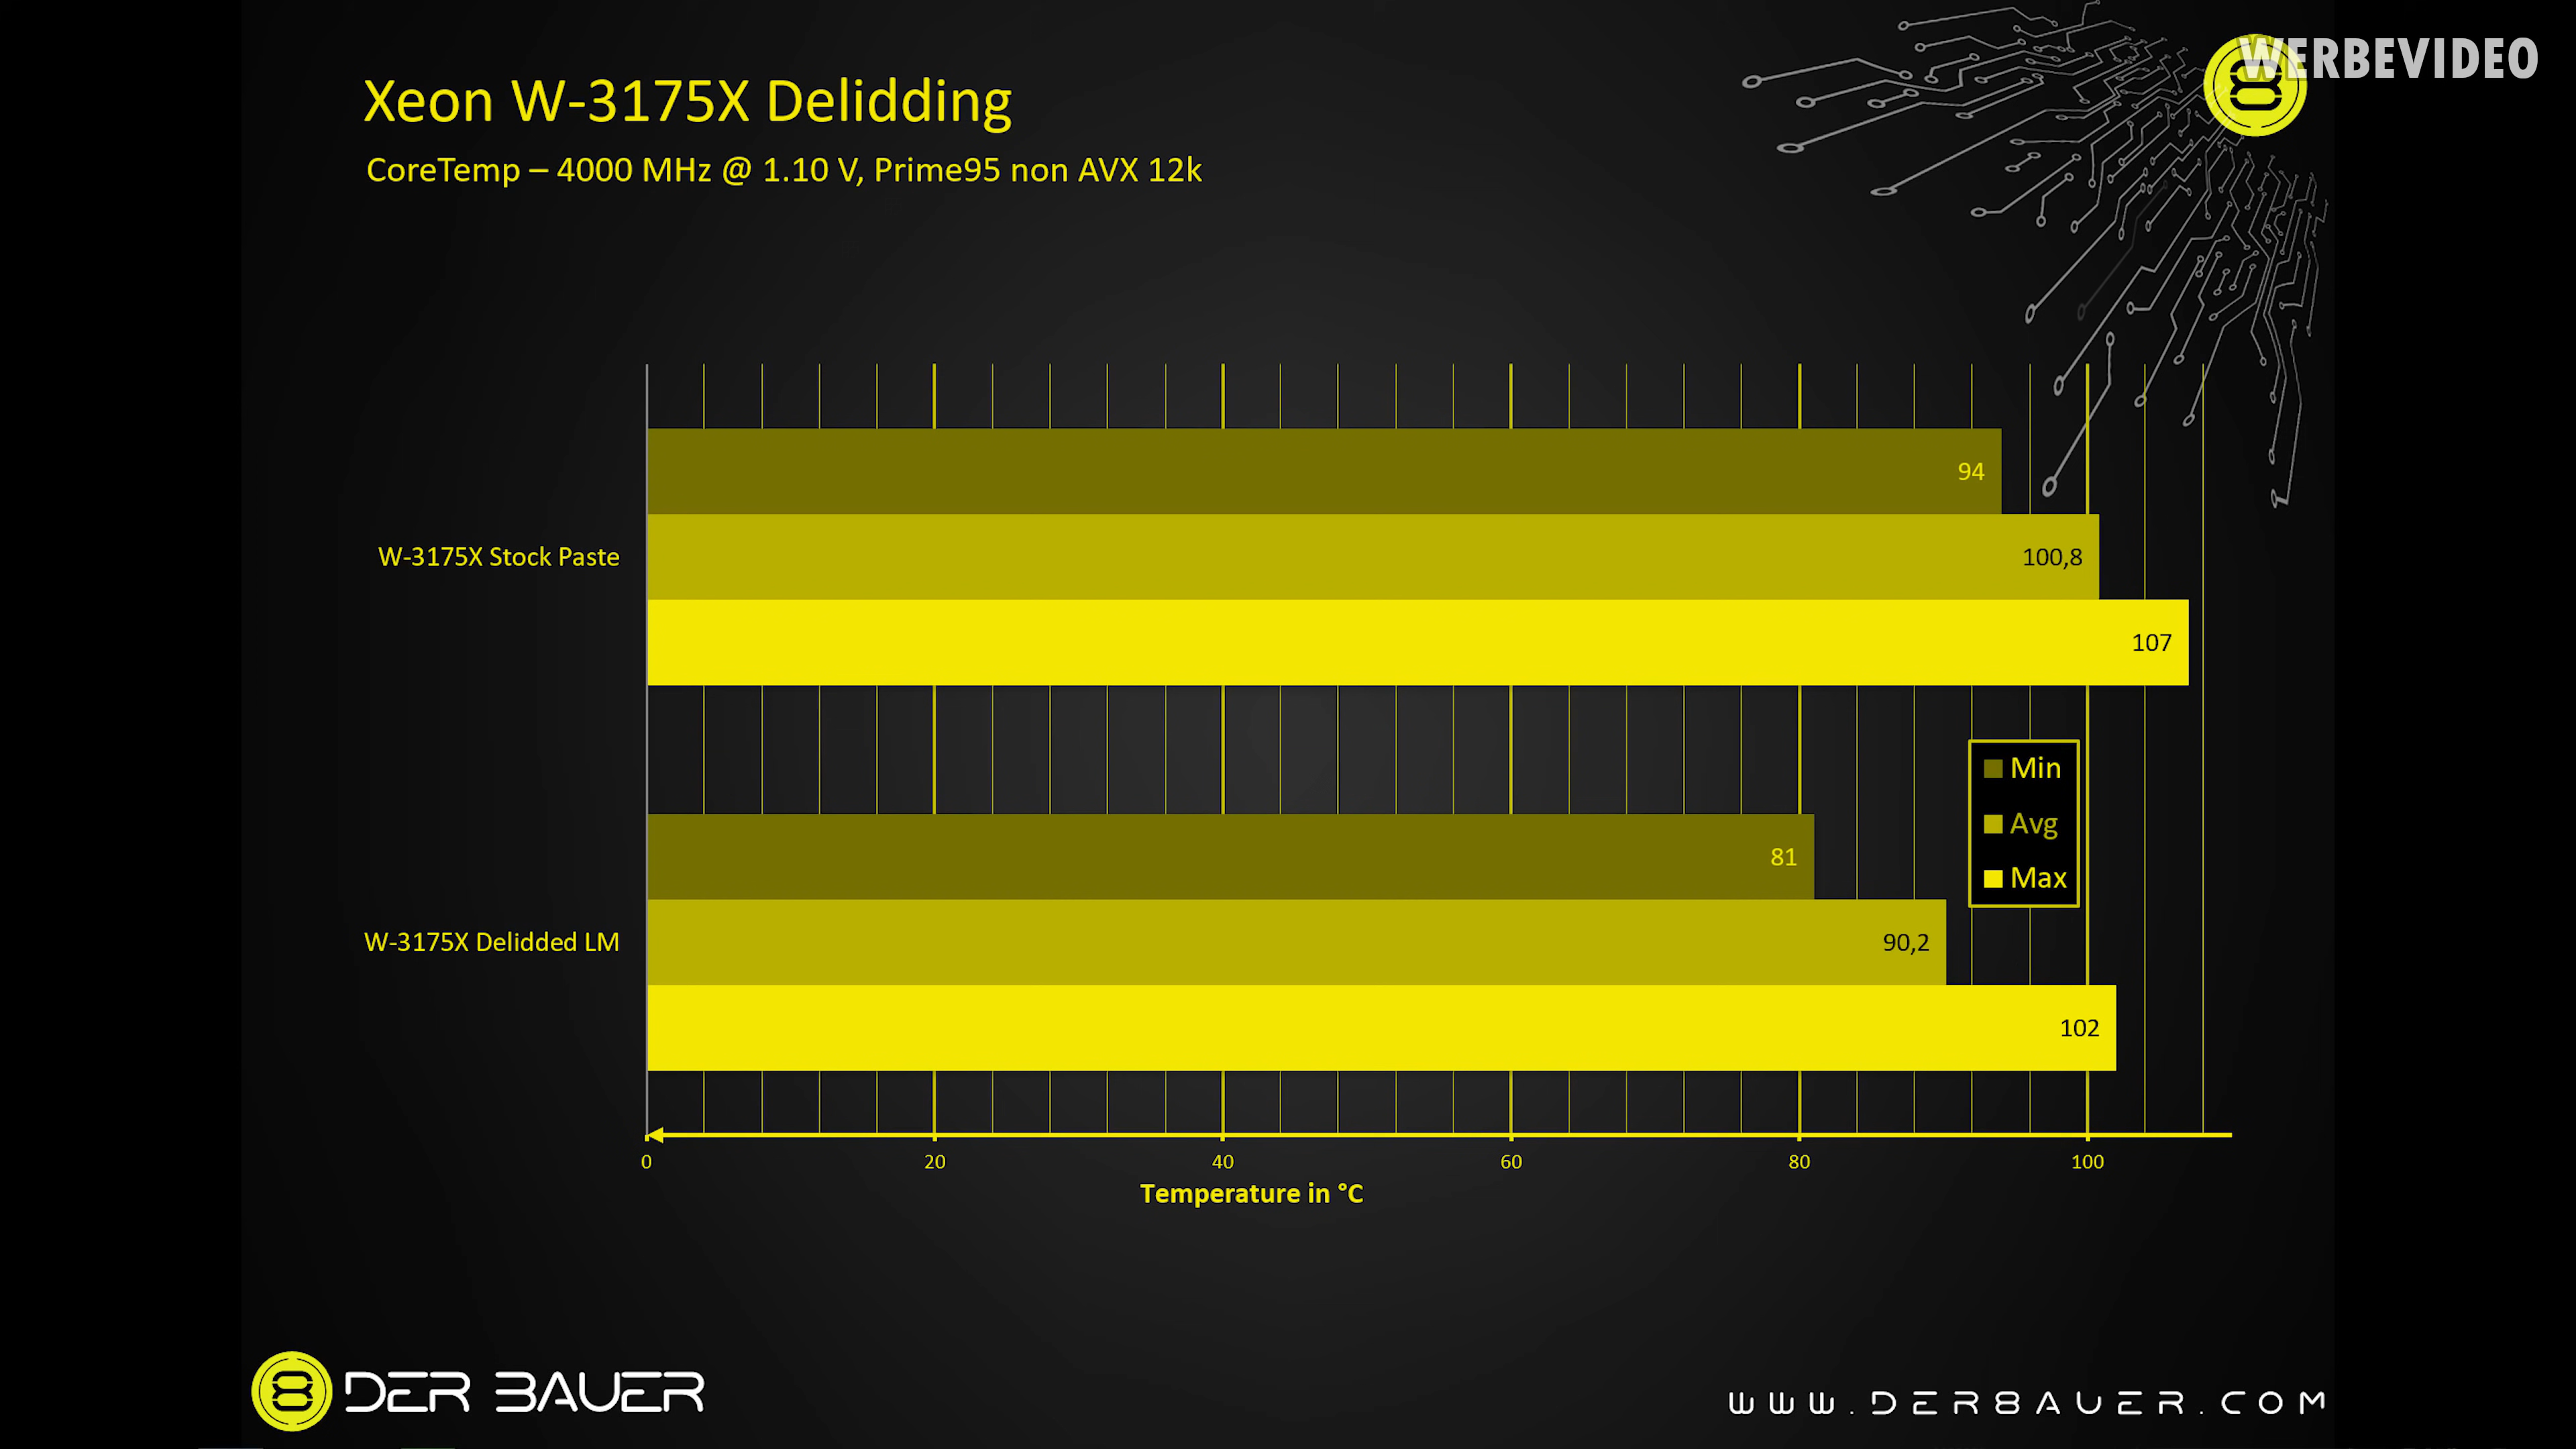 WERBEVIDEO
Xeon W-3175X Delidding
CoreTemp – 4000 MHz @ 1.10 V, Prime95 non AVX 12k
94
W-3175X Stock Paste
100,8
107
Min
Avg
Max
81
W-3175X Delidded LM
90,2
102
0 20 40 60 80 100
Temperature in °C
DER 8AUER
WWW.DER8AUER.COM